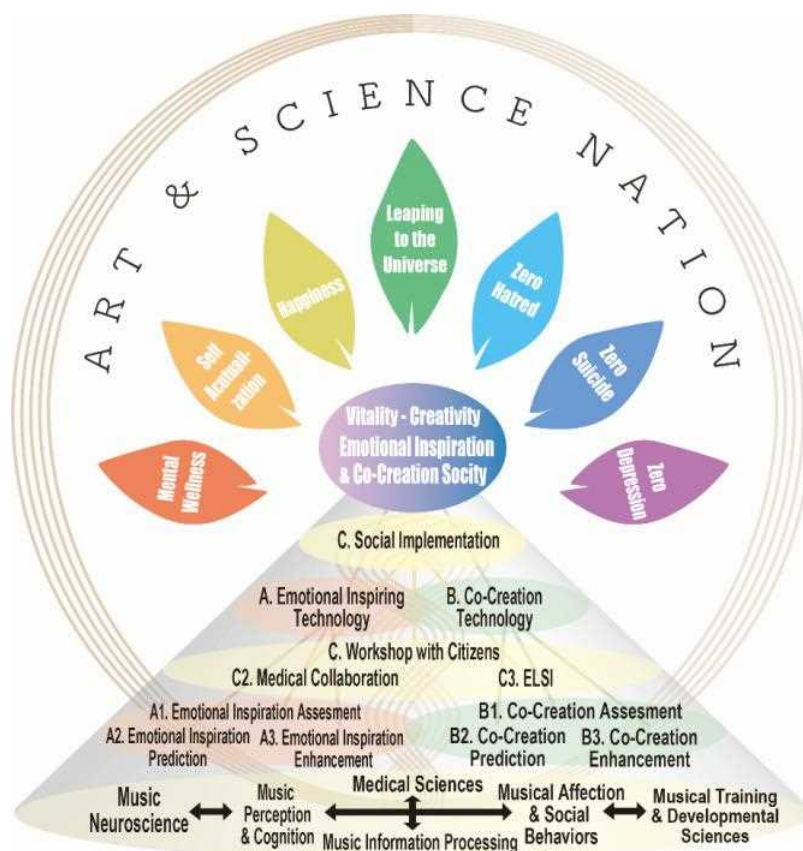 ART & SCIENCE NATION
Leaping
to the
Universe
Happiness
Zero
Hatred
Self
Acutuali-
zation
Zero
Suicide
Mental
Weltness
Zero
Depression
Vitality - Creativity
Emotional Inspiration
& Co-Creation Socity
C. Social Implementation
A. Emotional Inspiring
Technology
B. Co-Creation
Technology
C. Workshop with Citizens
C2. Medical Collaboration
C3. ELSI
A1. Emotional Inspiration Assesment
A2. Emotional Inspiration
Prediction
A3. Emotional Inspiration
Enhancement
B1. Co-Creation Assesment
B2. Co-Creation
Prediction
B3. Co-Creation
Enhancement
Music
Neuroscience
Music
Perception
& Cognition
Medical Sciences
Music Information Processing
Musical Affection
& Social
Behaviors
Musical Training
& Developmental
Sciences